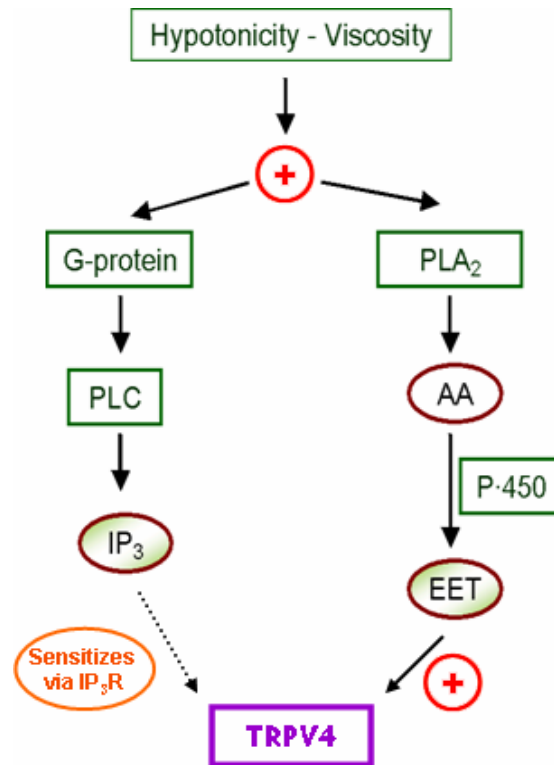 Hypotonicity - Viscosity
+
G-protein
PLA₂
PLC
AA
P·450
IP₃
EET
Sensitizes
via IP₃R
+
TRPV4